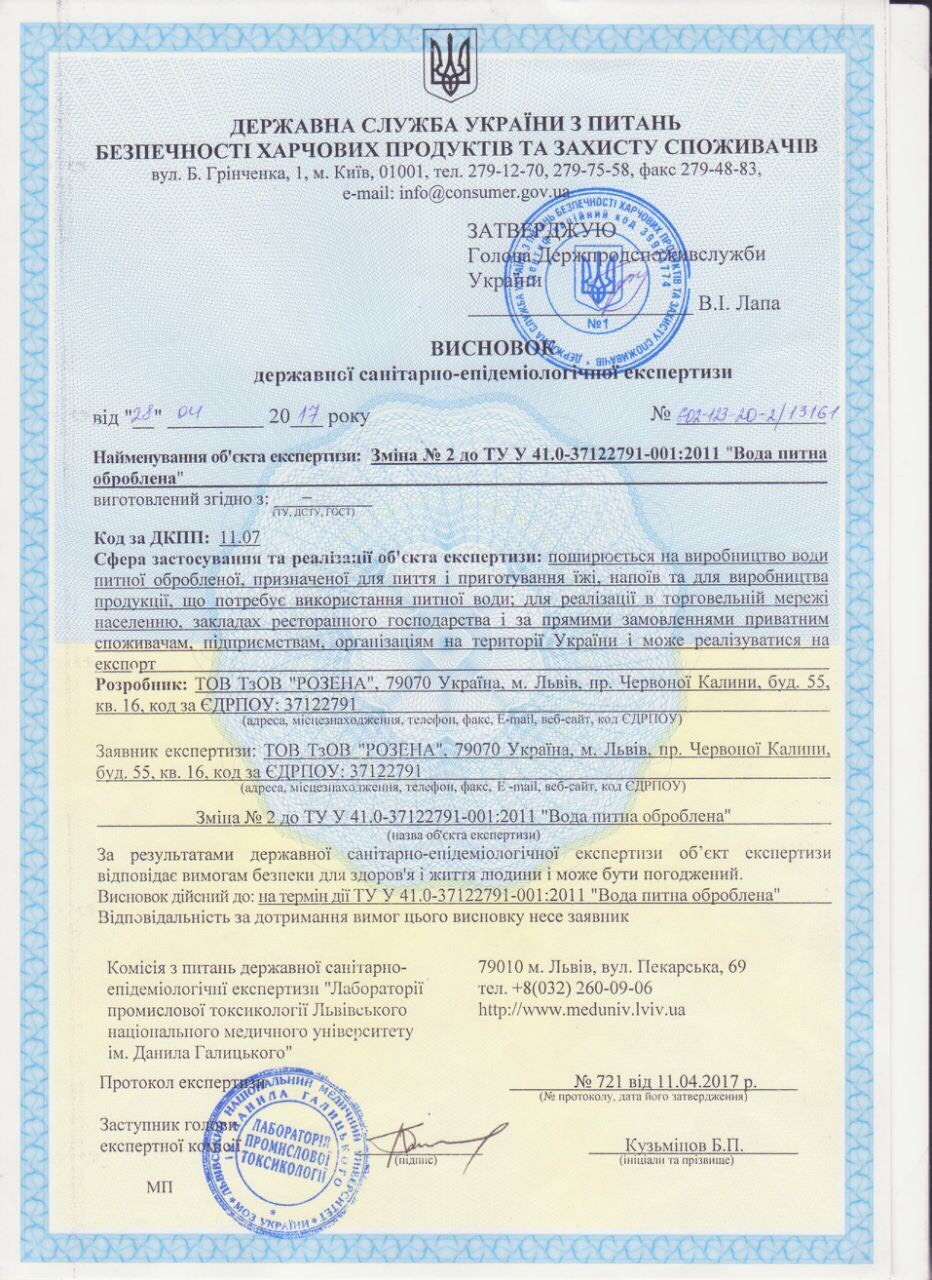 ДЕРЖАВНА СЛУЖБА УКРАЇНИ З ПИТАНЬ
БЕЗПЕЧНОСТІ ХАРЧОВИХ ПРОДУКТІВ ТА ЗАХИСТУ СПОЖИВАЧІВ
вул. Б. Грінченка, 1, м. Київ, 01001, тел. 279-12-70, 279-75-58, факс 279-48-83,
e-mail: info@consumer.gov.ua
ЗАТВЕРДЖУЮ
Голова Держпродспоживслужби
України
В.І. Лапа
№1
ВИСНОВОК
державної санітарно-епідеміологічної експертизи
від "28" 04 2017 року № 602-123-20-2/13161
Найменування об'єкта експертизи: Зміна № 2 до ТУ У 41.0-37122791-001:2011 "Вода питна
оброблена"
виготовлений згідно з: –
(ТУ, ДСТУ, ГОСТ)
Код за ДКПП: 11.07
Сфера застосування та реалізації об'єкта експертизи: поширюється на виробництво води
питної обробленої, призначеної для пиття і приготування їжі, напоїв та для виробництва
продукції, що потребує використання питної води; для реалізації в торговельній мережі
населенню, закладах ресторанного господарства і за прямими замовленнями приватним
споживачам, підприємствам, організаціям на території України і може реалізуватися на
експорт
Розробник: ТОВ ТзОВ "РОЗЕНА", 79070 Україна, м. Львів, пр. Червоної Калини, буд. 55,
кв. 16, код за ЄДРПОУ: 37122791
(адреса, місцезнаходження, телефон, факс, E-mail, веб-сайт, код ЄДРПОУ)
Заявник експертизи: ТОВ ТзОВ "РОЗЕНА", 79070 Україна, м. Львів, пр. Червоної Калини,
буд. 55, кв. 16, код за ЄДРПОУ: 37122791
(адреса, місцезнаходження, телефон, факс, E -mail, веб-сайт, код ЄДРПОУ)
Зміна № 2 до ТУ У 41.0-37122791-001:2011 "Вода питна оброблена"
(назва об'єкта експертизи)
За результатами державної санітарно-епідеміологічної експертизи об’єкт експертизи
відповідає вимогам безпеки для здоров'я і життя людини і може бути погоджений.
Висновок дійсний до: на термін дії ТУ У 41.0-37122791-001:2011 "Вода питна оброблена"
Відповідальність за дотримання вимог цього висновку несе заявник
Комісія з питань державної санітарно-
епідеміологічнї експертизи "Лабораторії
промислової токсикології Львівського
національного медичного університету
ім. Данила Галицького"
79010 м. Львів, вул. Пекарська, 69
тел. +8(032) 260-09-06
http://www.meduniv.lviv.ua
Протокол експертизи № 721 від 11.04.2017 р.
(№ протоколу, дата його затвердження)
Заступник голови
експертної комісії
(підпис)
Кузьмінов Б.П.
(ініціали та прізвище)
МП
ЛАБОРАТОРІЯ
ПРОМИСЛОВОЇ
ТОКСИКОЛОГІЇ
ЛЬВІВСЬКИЙ НАЦІОНАЛЬНИЙ МЕДИЧНИЙ УНІВЕРСИТЕТ
ІМ. ДАНИЛА ГАЛИЦЬКОГО
МОЗ УКРАЇНИ